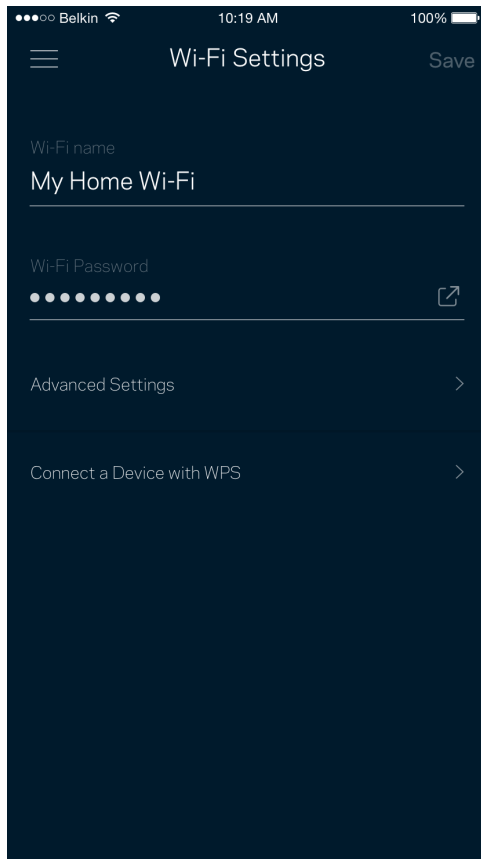 Belkin 10:19 AM 100%
Wi-Fi Settings Save
Wi-Fi name
My Home Wi-Fi
Wi-Fi Password
●●●●●●●●●
Advanced Settings
Connect a Device with WPS